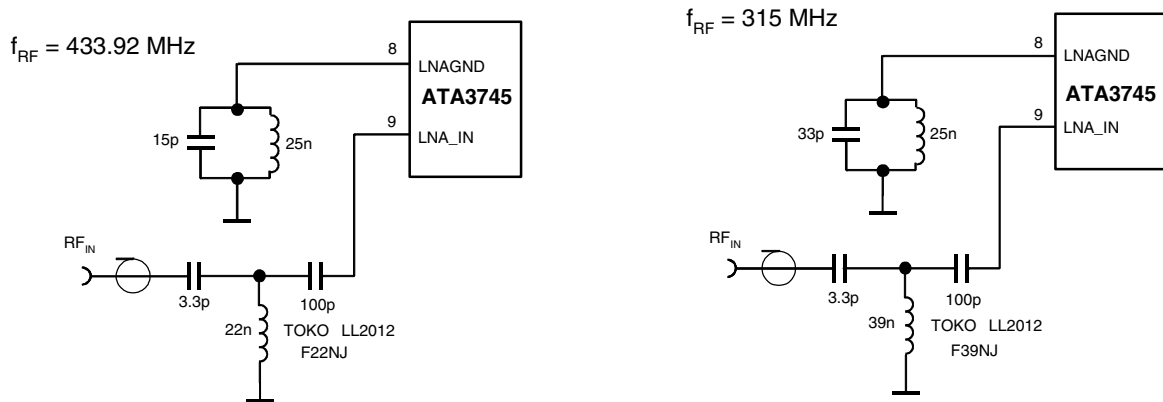 f_RF = 433.92 MHz
8
LNAGND
ATA3745
15p
25n
9
LNA_IN
RF_IN
3.3p
100p
22n
TOKO LL2012
F22NJ
f_RF = 315 MHz
8
LNAGND
ATA3745
33p
25n
9
LNA_IN
RF_IN
3.3p
100p
39n
TOKO LL2012
F39NJ